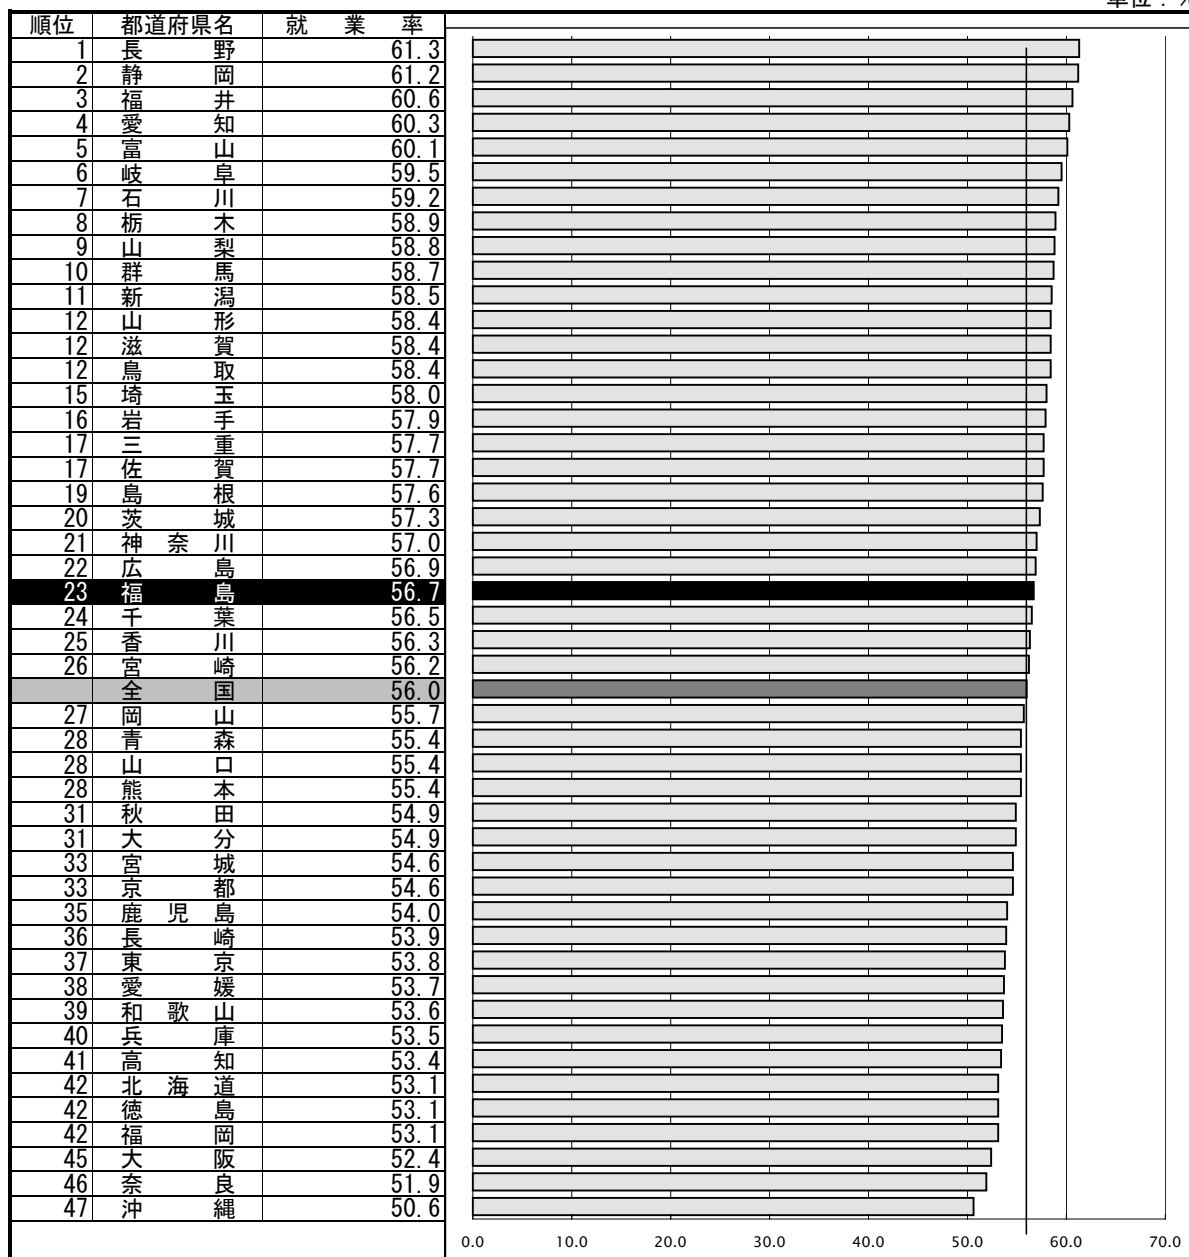 単位：％
順位 都道府県名 就業率
1 長野 61.3
2 静岡 61.2
3 福井 60.6
4 愛知 60.3
5 富山 60.1
6 岐阜 59.5
7 石川 59.2
8 栃木 58.9
9 山梨 58.8
10 群馬 58.7
11 新潟 58.5
12 山形 58.4
12 滋賀 58.4
12 鳥取 58.4
15 埼玉 58.0
16 岩手 57.9
17 三重 57.7
17 佐賀 57.7
19 島根 57.6
20 茨城 57.3
21 神奈川 57.0
22 広島 56.9
23 福島 56.7
24 千葉 56.5
25 香川 56.3
26 宮崎 56.2
全国 56.0
27 岡山 55.7
28 青森 55.4
28 山口 55.4
28 熊本 55.4
31 秋田 54.9
31 大分 54.9
33 宮城 54.6
33 京都 54.6
35 鹿児島 54.0
36 長崎 53.9
37 東京 53.8
38 愛媛 53.7
39 和歌山 53.6
40 兵庫 53.5
41 高知 53.4
42 北海道 53.1
42 徳島 53.1
42 福岡 53.1
45 大阪 52.4
46 奈良 51.9
47 沖縄 50.6
0.0 10.0 20.0 30.0 40.0 50.0 60.0 70.0